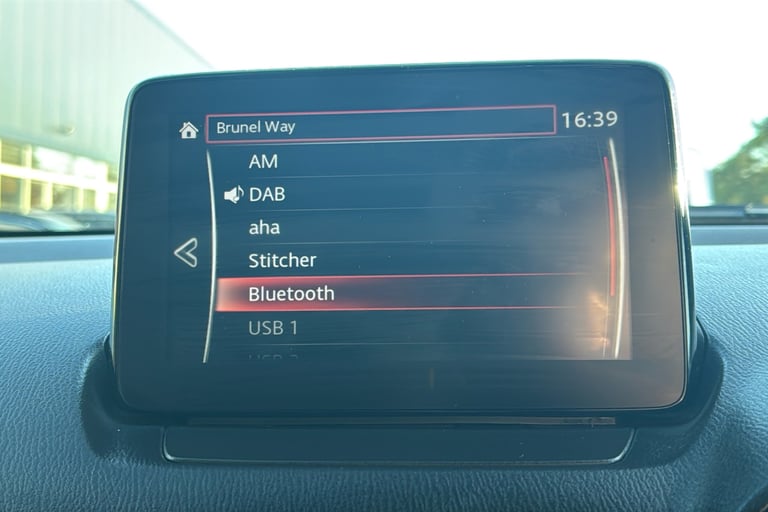 Brunel Way
16:39
AM
DAB
aha
Stitcher
Bluetooth
USB 1